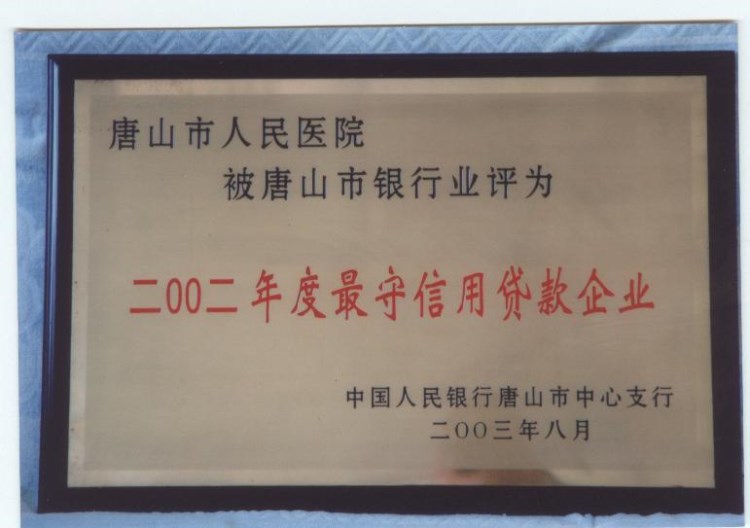 唐山市人民医院
被唐山市银行业评为
二00二年度最守信用贷款企业
中国人民银行唐山市中心支行
二00三年八月